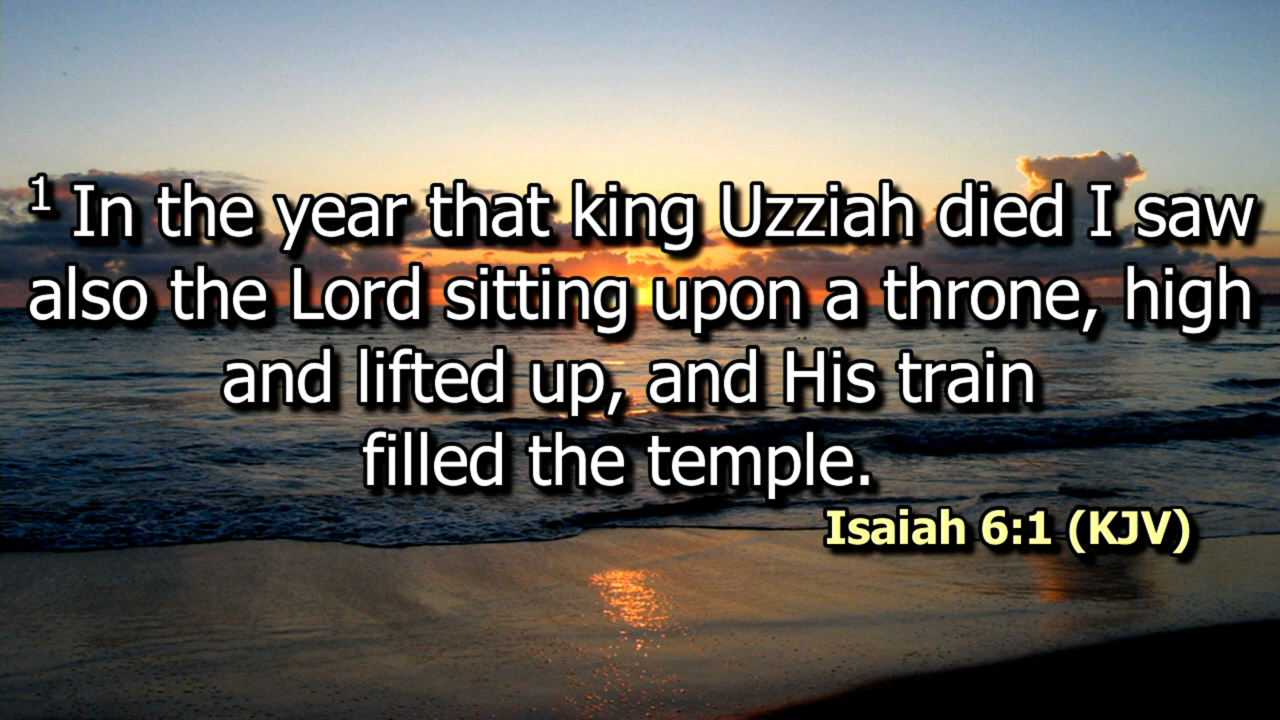 1 In the year that king Uzziah died I saw
also the Lord sitting upon a throne, high
and lifted up, and His train
filled the temple.
Isaiah 6:1 (KJV)